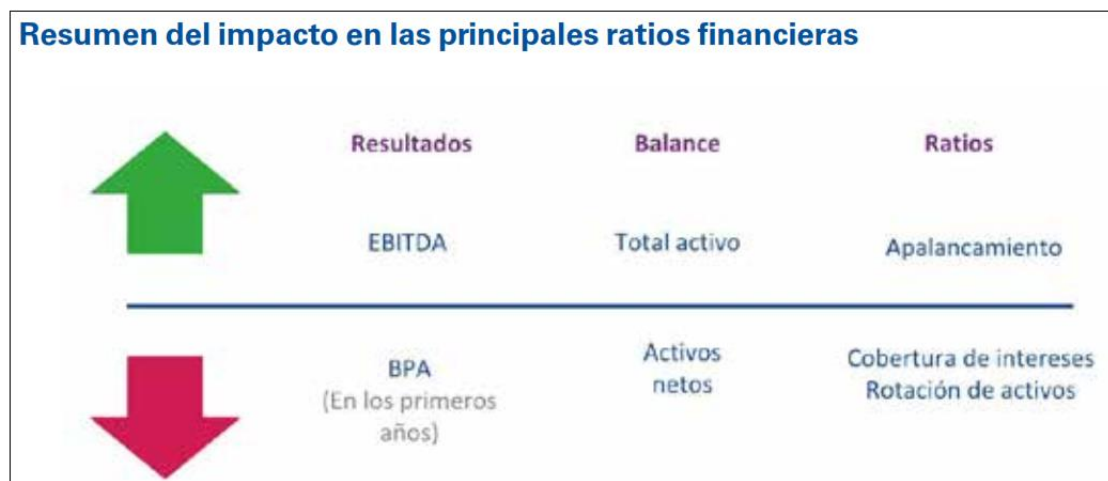 Resumen del impacto en las principales ratios financieras
Resultados
Balance
Ratios
EBITDA
Total activo
Apalancamiento
BPA
(En los primeros
años)
Activos
netos
Cobertura de intereses
Rotación de activos